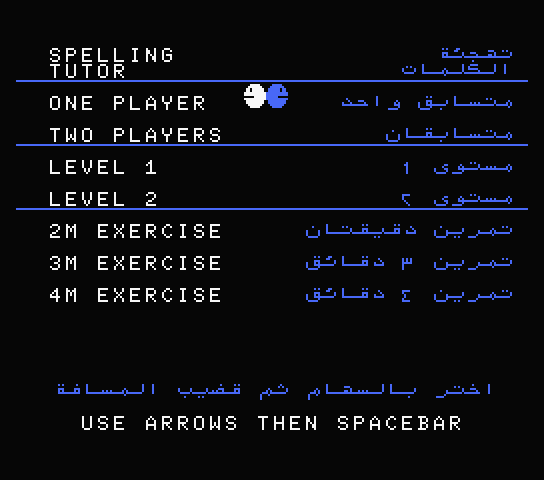 SPELLING تهجئة
TUTOR الكلمات
ONE PLAYER متسابق واحد
TWO PLAYERS متسابقان
LEVEL 1 مستوى ١
LEVEL 2 مستوى ٢
2M EXERCISE تمرين دقيقتان
3M EXERCISE تمرين ٣ دقائق
4M EXERCISE تمرين ٤ دقائق
اختر بالسهام ثم قضيب المسافة
USE ARROWS THEN SPACEBAR